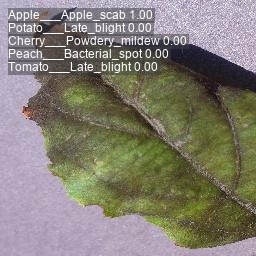 Apple___Apple_scab 1.00
Potato___Late_blight 0.00
Cherry___Powdery_mildew 0.00
Peach___Bacterial_spot 0.00
Tomato___Late_blight 0.00